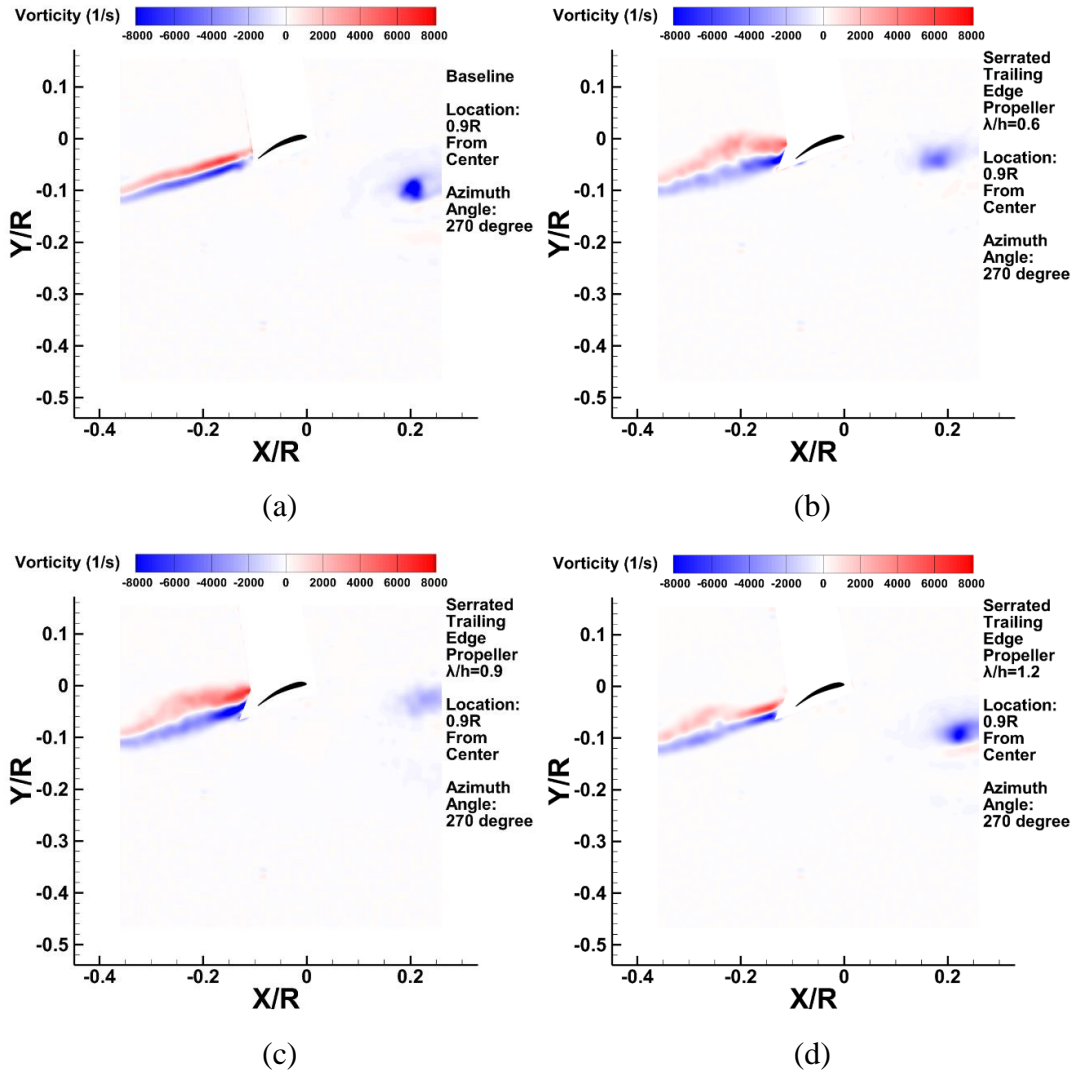 Vorticity (1/s)
-8000 -6000 -4000 -2000 0 2000 4000 6000 8000
0.1
0
-0.1
-0.2
-0.3
-0.4
-0.5
Y/R
-0.4 -0.2 0 0.2
X/R
Baseline
Location:
0.9R
From
Center
Azimuth
Angle:
270 degree
(a)
Vorticity (1/s)
-8000 -6000 -4000 -2000 0 2000 4000 6000 8000
0.1
0
-0.1
-0.2
-0.3
-0.4
-0.5
Y/R
-0.4 -0.2 0 0.2
X/R
Serrated
Trailing
Edge
Propeller
λ/h=0.6
Location:
0.9R
From
Center
Azimuth
Angle:
270 degree
(b)
Vorticity (1/s)
-8000 -6000 -4000 -2000 0 2000 4000 6000 8000
0.1
0
-0.1
-0.2
-0.3
-0.4
-0.5
Y/R
-0.4 -0.2 0 0.2
X/R
Serrated
Trailing
Edge
Propeller
λ/h=0.9
Location:
0.9R
From
Center
Azimuth
Angle:
270 degree
(c)
Vorticity (1/s)
-8000 -6000 -4000 -2000 0 2000 4000 6000 8000
0.1
0
-0.1
-0.2
-0.3
-0.4
-0.5
Y/R
-0.4 -0.2 0 0.2
X/R
Serrated
Trailing
Edge
Propeller
λ/h=1.2
Location:
0.9R
From
Center
Azimuth
Angle:
270 degree
(d)